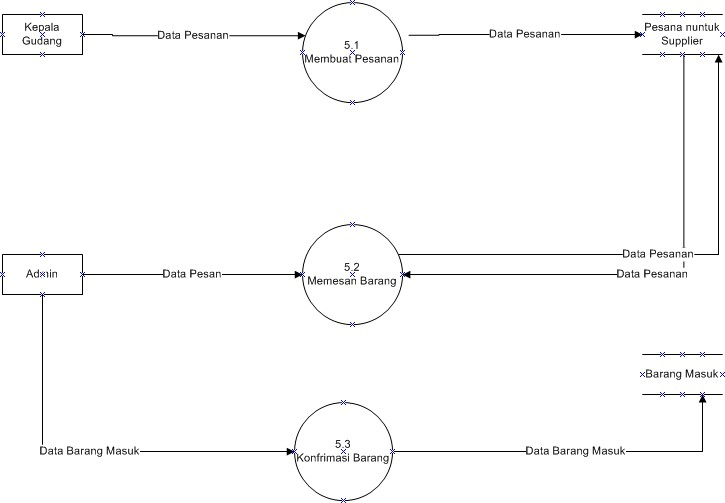 Kepala
Gudang
Data Pesanan
5.1
Membuat Pesanan
Data Pesanan
Pesana nuntuk
Supplier
Admin
Data Pesan
5.2
Memesan Barang
Data Pesanan
Data Pesanan
Barang Masuk
Data Barang Masuk
5.3
Konfrimasi Barang
Data Barang Masuk